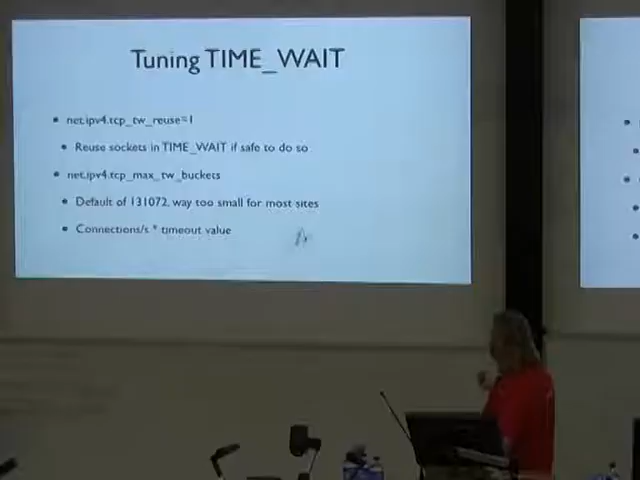 Tuning TIME_WAIT
• net.ipv4.tcp_tw_reuse=1
• Reuse sockets in TIME_WAIT if safe to do so
• net.ipv4.tcp_max_tw_buckets
• Default of 131072, way too small for most sites
• Connections/s * timeout value